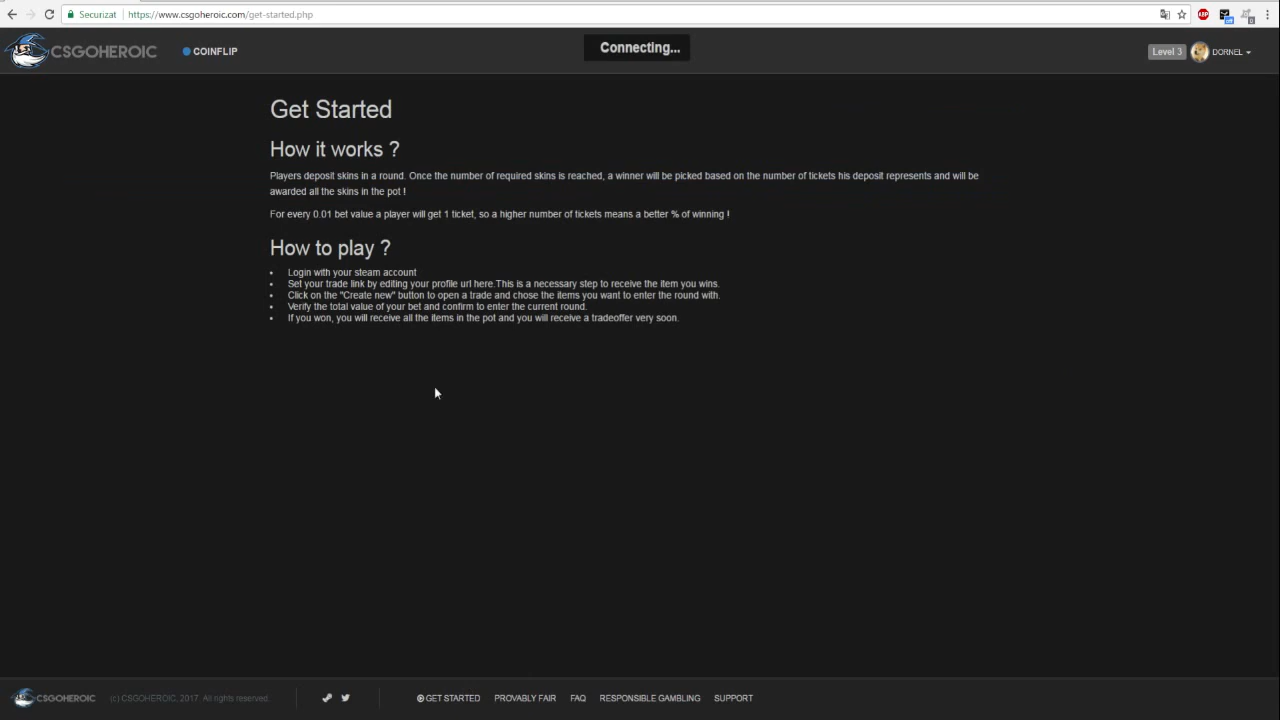 Securizat https://www.csgoheroic.com/get-started.php
CSGOHEROIC COINFLIP Connecting... Level 3 DORNEL
Get Started
How it works ?
Players deposit skins in a round. Once the number of required skins is reached, a winner will be picked based on the number of tickets his deposit represents and will be
awarded all the skins in the pot !
For every 0.01 bet value a player will get 1 ticket, so a higher number of tickets means a better % of winning !
How to play ?
• Login with your steam account
• Set your trade link by editing your profile url here.This is a necessary step to receive the item you wins.
• Click on the "Create new" button to open a trade and chose the items you want to enter the round with.
• Verify the total value of your bet and confirm to enter the current round.
• If you won, you will receive all the items in the pot and you will receive a tradeoffer very soon.
CSGOHEROIC (c) CSGOHEROIC, 2017. All rights reserved. GET STARTED PROVABLY FAIR FAQ RESPONSIBLE GAMBLING SUPPORT